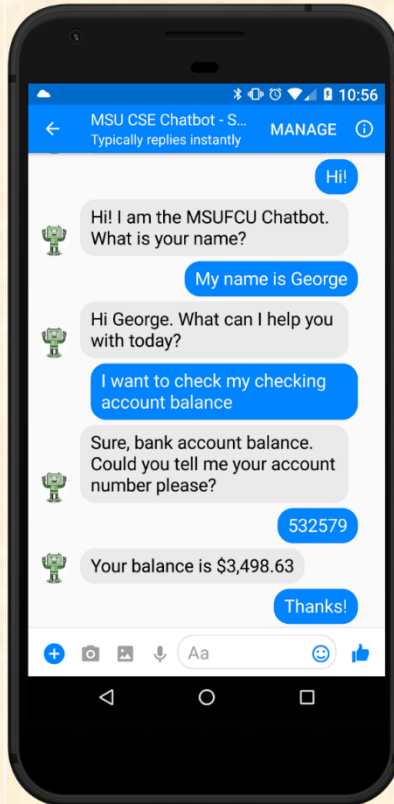 10:56
MSU CSE Chatbot - S...
Typically replies instantly
MANAGE
Hi!
Hi! I am the MSUFCU Chatbot.
What is your name?
My name is George
Hi George. What can I help you
with today?
I want to check my checking
account balance
Sure, bank account balance.
Could you tell me your account
number please?
532579
Your balance is $3,498.63
Thanks!
Aa